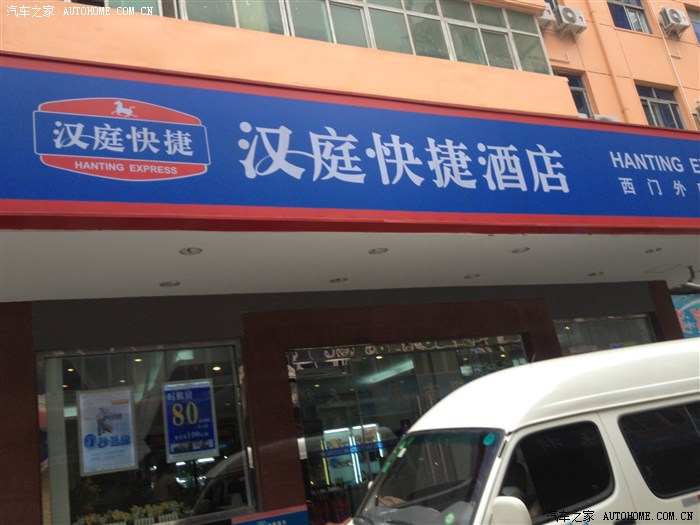 汽车之家 AUTOHOME.COM.CN
汉庭·快捷
HANTING EXPRESS
汉庭·快捷酒店
HANTING E
西门外
80
汽车之家 AUTOHOME.COM.CN